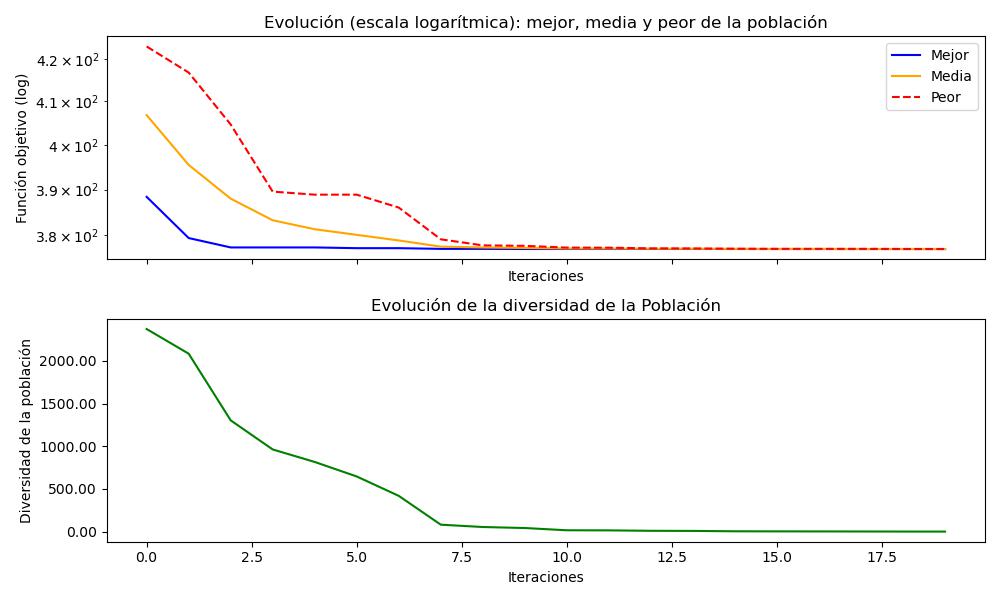 Evolución (escala logarítmica): mejor, media y peor de la población
4.2 × 10²
4.1 × 10²
4 × 10²
3.9 × 10²
3.8 × 10²
Función objetivo (log)
Mejor
Media
Peor
Iteraciones
Evolución de la diversidad de la Población
2000.00
1500.00
1000.00
500.00
0.00
Diversidad de la población
0.0 2.5 5.0 7.5 10.0 12.5 15.0 17.5
Iteraciones